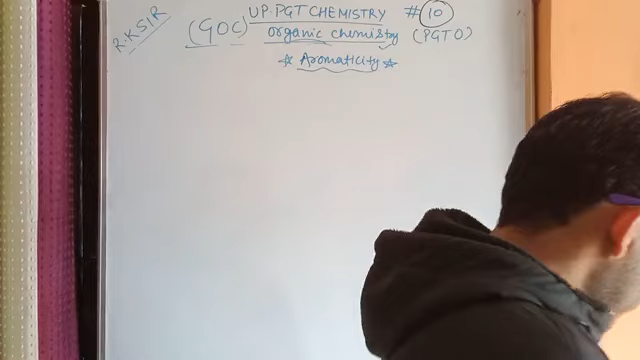 R.K SIR
UP PGT CHEMISTRY #10
(GOC) organic chemistry (PGT O)
☆ Aromaticity ☆